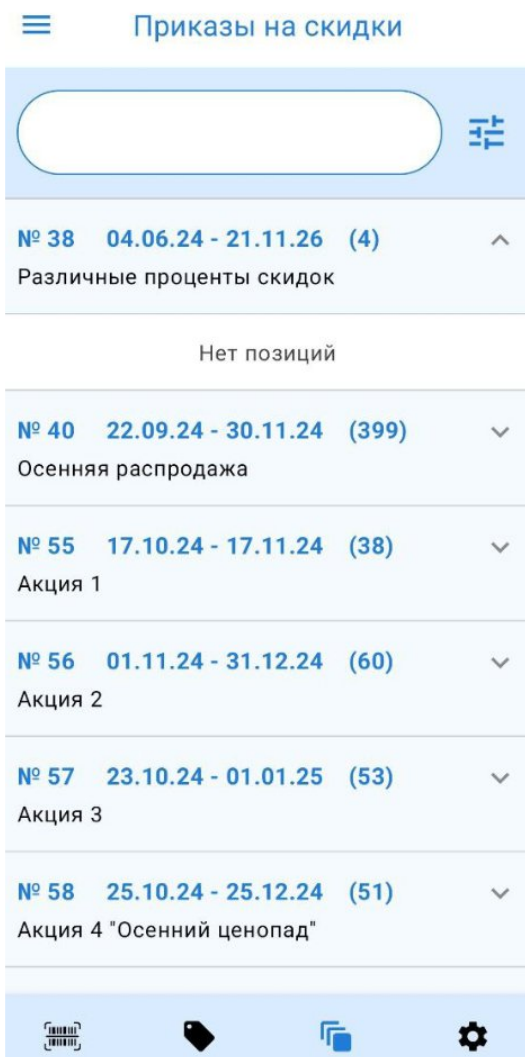 Приказы на скидки
№ 38 04.06.24 - 21.11.26 (4)
Различные проценты скидок
Нет позиций
№ 40 22.09.24 - 30.11.24 (399)
Осенняя распродажа
№ 55 17.10.24 - 17.11.24 (38)
Акция 1
№ 56 01.11.24 - 31.12.24 (60)
Акция 2
№ 57 23.10.24 - 01.01.25 (53)
Акция 3
№ 58 25.10.24 - 25.12.24 (51)
Акция 4 "Осенний ценопад"